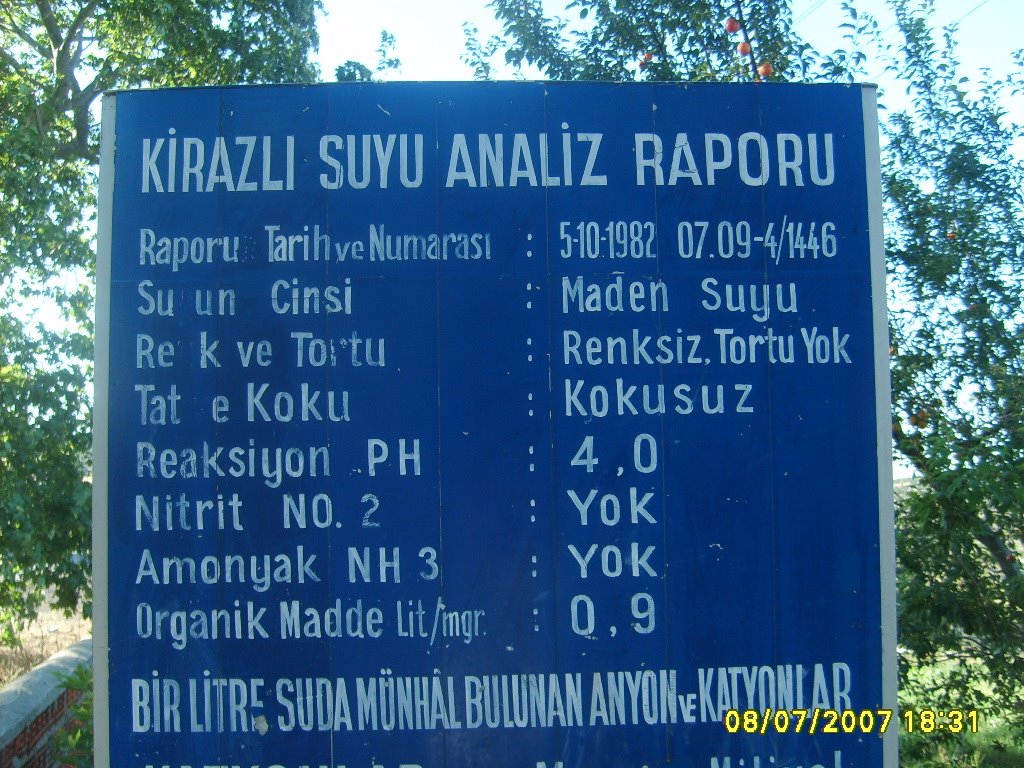 KİRAZLI SUYU ANALİZ RAPORU
Raporu Tarih ve Numarası : 5-10-1982 07.09-4/1446
Su un Cinsi : Maden Suyu
Re k ve Tortu : Renksiz, Tortu Yok
Tat e Koku : Kokusuz
Reaksiyon PH : 4,0
Nitrit NO. 2 : Yok
Amonyak NH 3 : Yok
Organik Madde Lit/mgr. : 0,9
BİR LİTRE SUDA MÜNHÂL BULUNAN ANYON ve KATYONLAR
08/07/2007 18:31